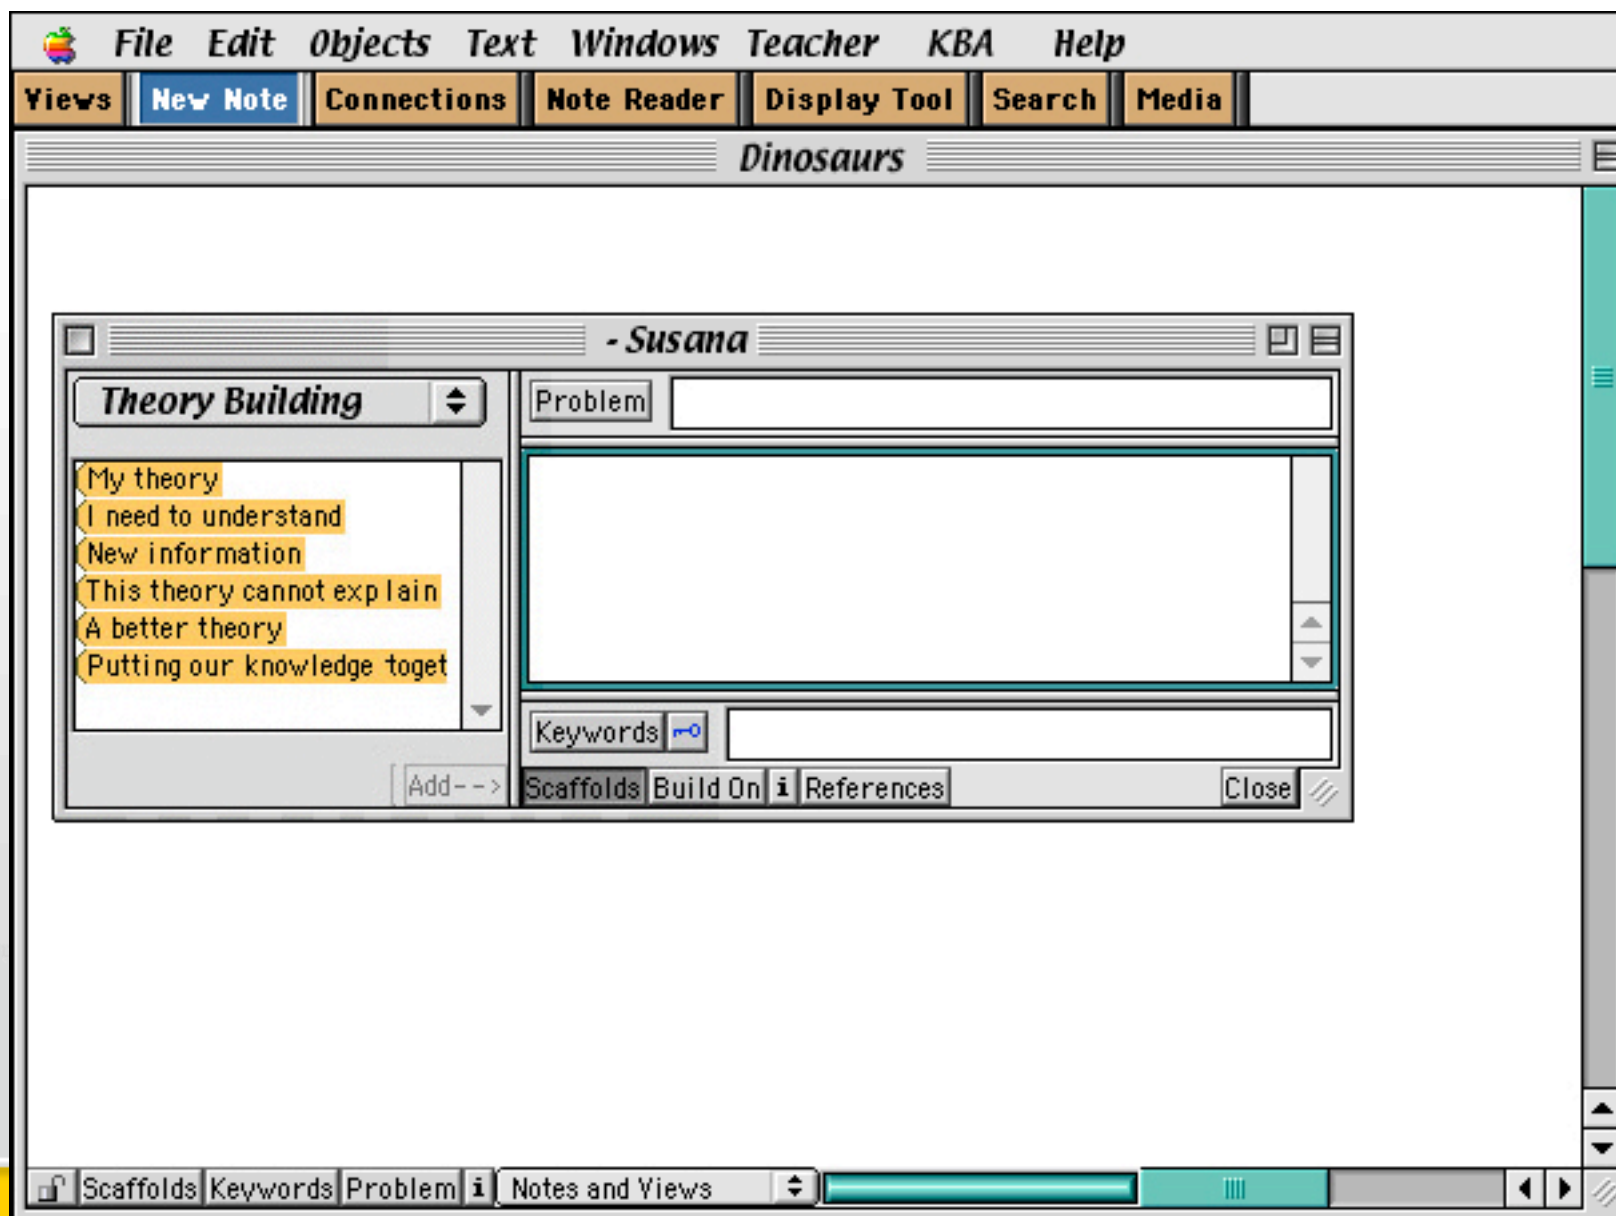 File Edit Objects Text Windows Teacher KBA Help
Views New Note Connections Note Reader Display Tool Search Media
Dinosaurs
- Susana
Theory Building
Problem
My theory
I need to understand
New information
This theory cannot explain
A better theory
Putting our knowledge toget
Keywords
Add-->
Scaffolds Build On i References Close
Scaffolds Keywords Problem i Notes and Views